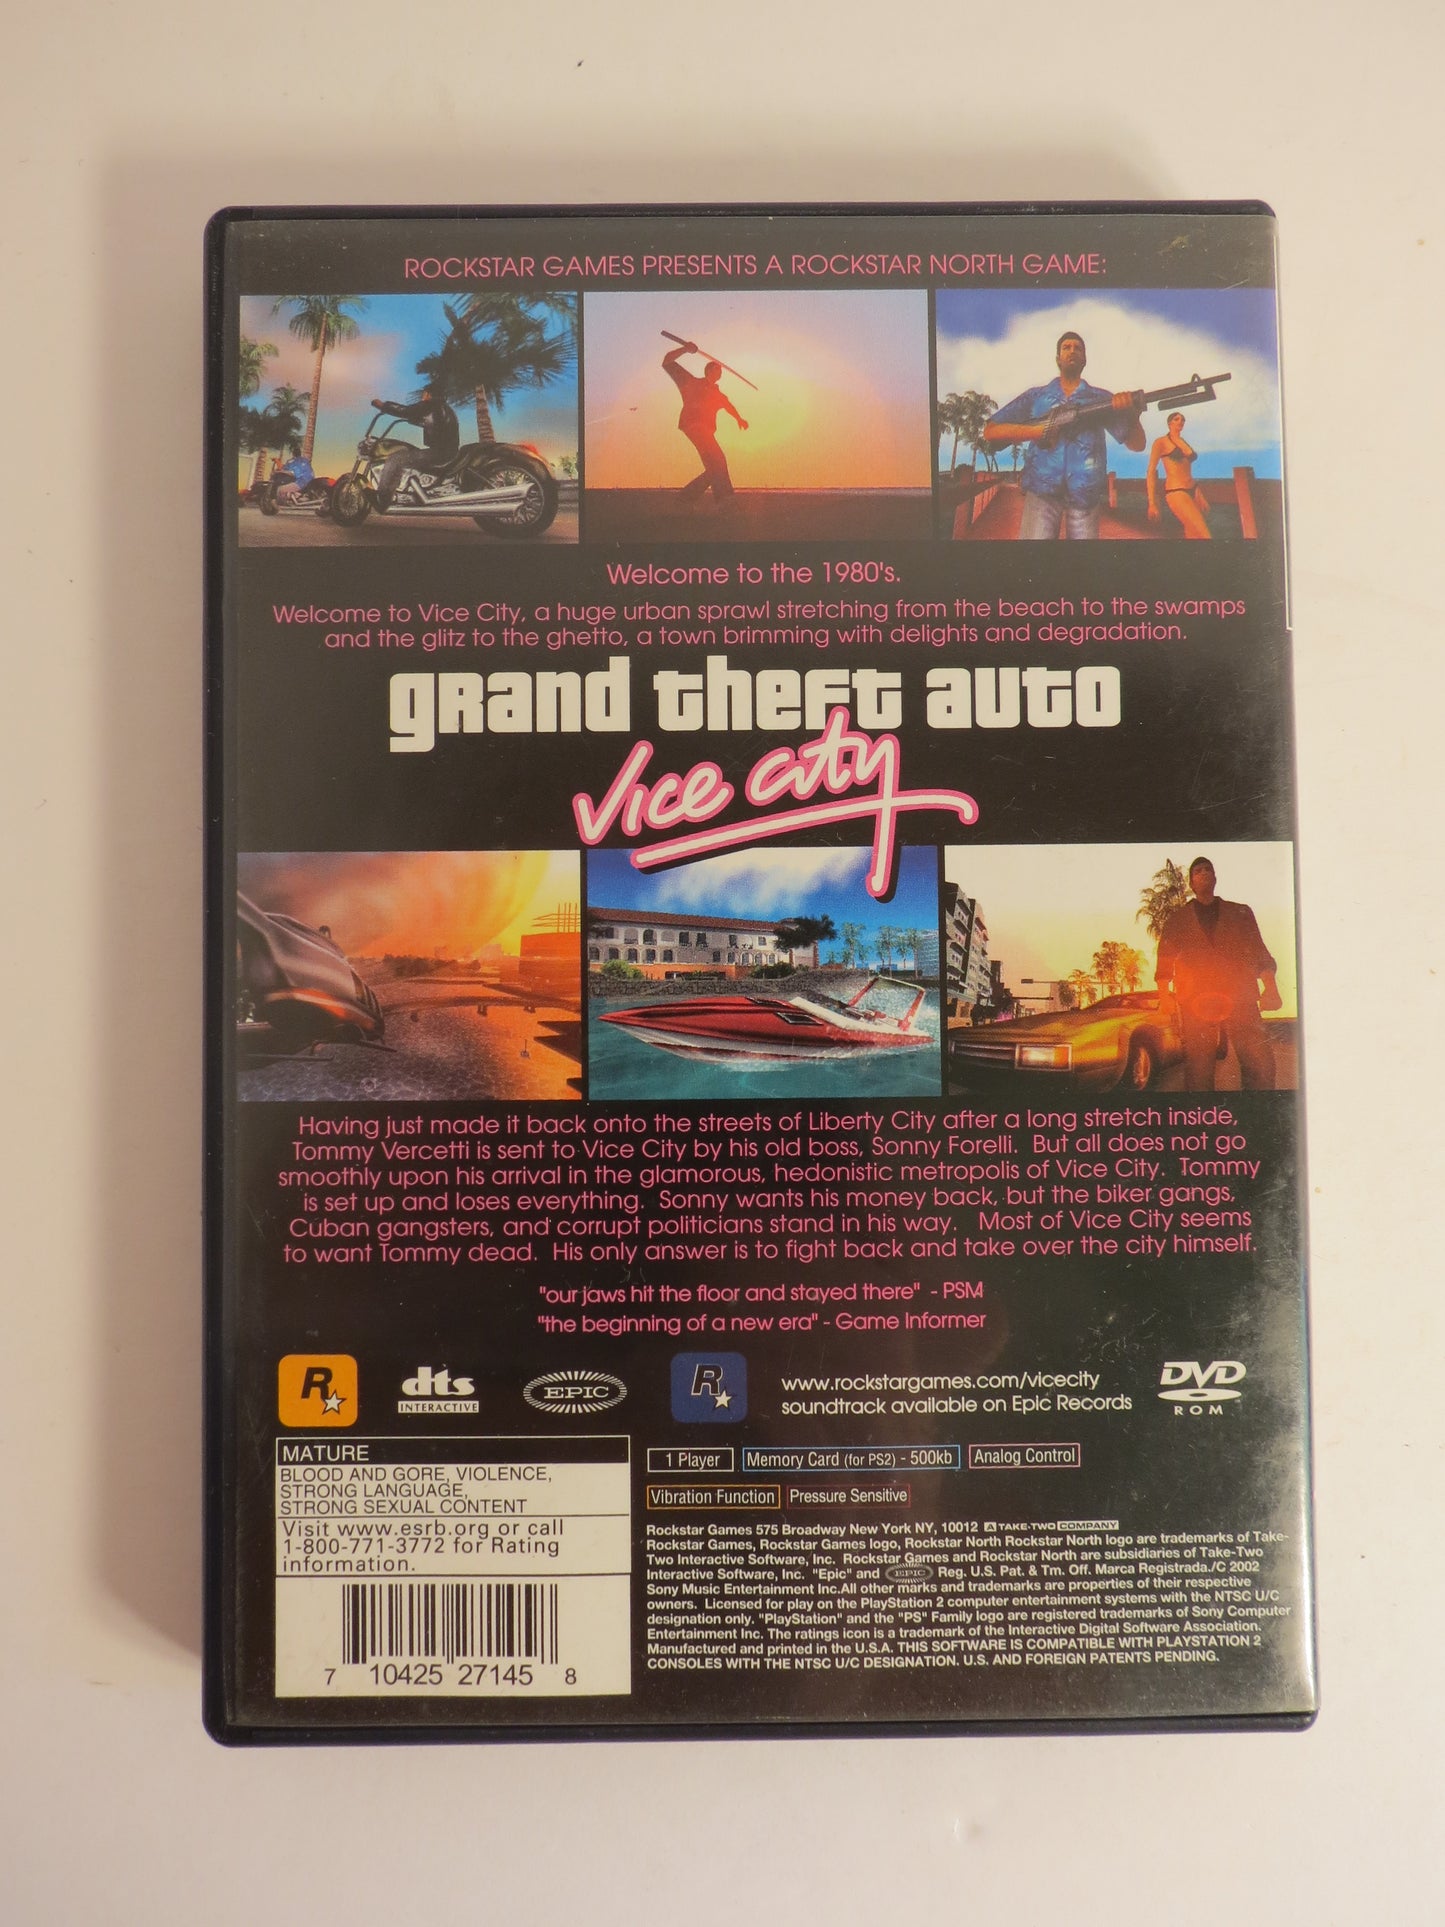 ROCKSTAR GAMES PRESENTS A ROCKSTAR NORTH GAME:
Welcome to the 1980's.
Welcome to Vice City, a huge urban sprawl stretching from the beach to the swamps
and the glitz to the ghetto, a town brimming with delights and degradation.
grand theft auto
Vice City
Having just made it back onto the streets of Liberty City after a long stretch inside,
Tommy Vercetti is sent to Vice City by his old boss, Sonny Forelli. But all does not go
smoothly upon his arrival in the glamorous, hedonistic metropolis of Vice City. Tommy
is set up and loses everything. Sonny wants his money back, but the biker gangs,
Cuban gangsters, and corrupt politicians stand in his way. Most of Vice City seems
to want Tommy dead. His only answer is to fight back and take over the city himself.
"our jaws hit the floor and stayed there" - PSM
"the beginning of a new era" - Game Informer
R
dts
INTERACTIVE
EPIC
R
www.rockstargames.com/vicecity
soundtrack available on Epic Records
DVD
ROM
MATURE
BLOOD AND GORE, VIOLENCE,
STRONG LANGUAGE,
STRONG SEXUAL CONTENT
Visit www.esrb.org or call
1-800-771-3772 for Rating
information.
7 10425 27145 8
1 Player Memory Card (for PS2) - 500kb Analog Control
Vibration Function Pressure Sensitive
Rockstar Games 575 Broadway New York NY, 10012 A TAKE-TWO COMPANY
Rockstar Games, Rockstar Games logo, Rockstar North Rockstar North logo are trademarks of Take-
Two Interactive Software, Inc. Rockstar Games and Rockstar North are subsidiaries of Take-Two
Interactive Software, Inc. "Epic" and EPIC Reg. U.S. Pat. & Tm. Off. Marca Registrada./C 2002
Sony Music Entertainment Inc.All other marks and trademarks are properties of their respective
owners. Licensed for play on the PlayStation 2 computer entertainment systems with the NTSC U/C
designation only. "PlayStation" and the "PS" Family logo are registered trademarks of Sony Computer
Entertainment Inc. The ratings icon is a trademark of the Interactive Digital Software Association.
Manufactured and printed in the U.S.A. THIS SOFTWARE IS COMPATIBLE WITH PLAYSTATION 2
CONSOLES WITH THE NTSC U/C DESIGNATION. U.S. AND FOREIGN PATENTS PENDING.